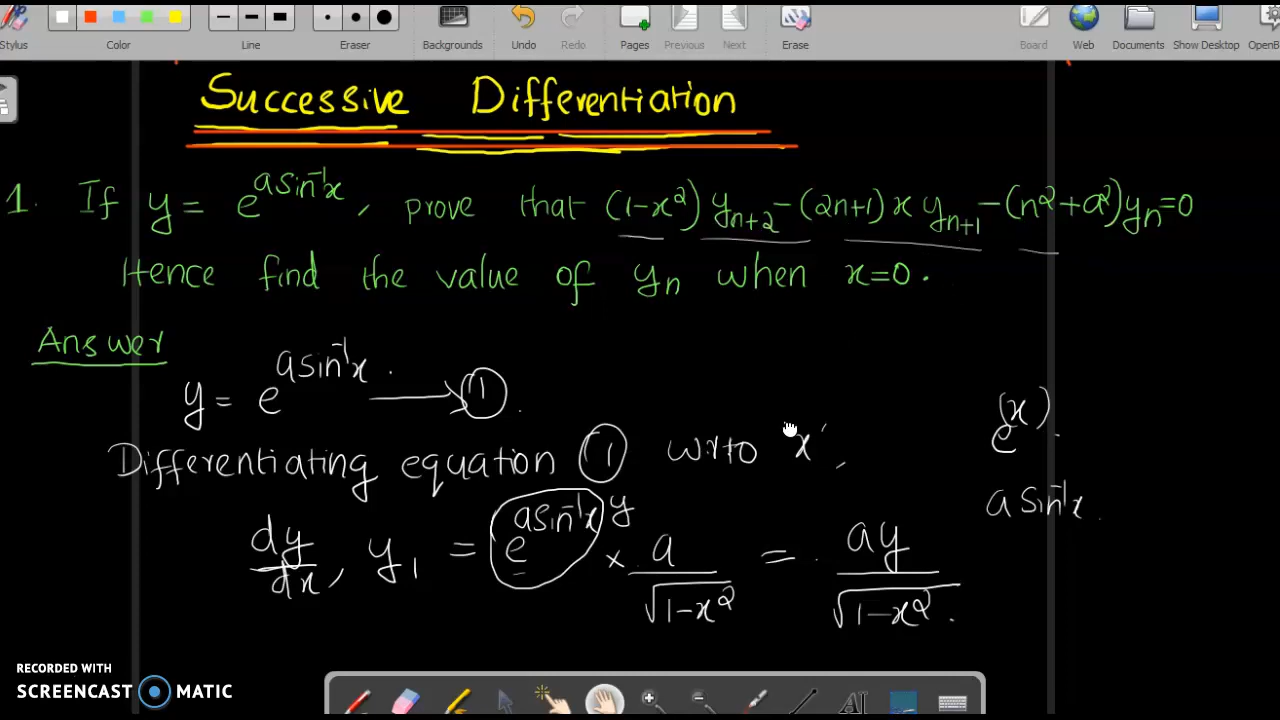 Stylus Color Line Eraser Backgrounds Undo Redo Pages Previous Next Erase Board Web Documents Show Desktop OpenB
Successive Differentiation
1. If y = e^(a sin⁻¹x), prove that (1-x²) yₙ₊₂ - (2n+1) x yₙ₊₁ - (n²+a²) yₙ = 0
Hence find the value of yₙ when x=0.
Answer
y = e^(a sin⁻¹x). → ①.
Differentiating equation ① w.r.to 'x',
e^(x).
a sin⁻¹x.
dy/dx, y₁ = e^(a sin⁻¹x) y × a/√(1-x²) = ay/√(1-x²).
RECORDED WITH
SCREENCAST MATIC